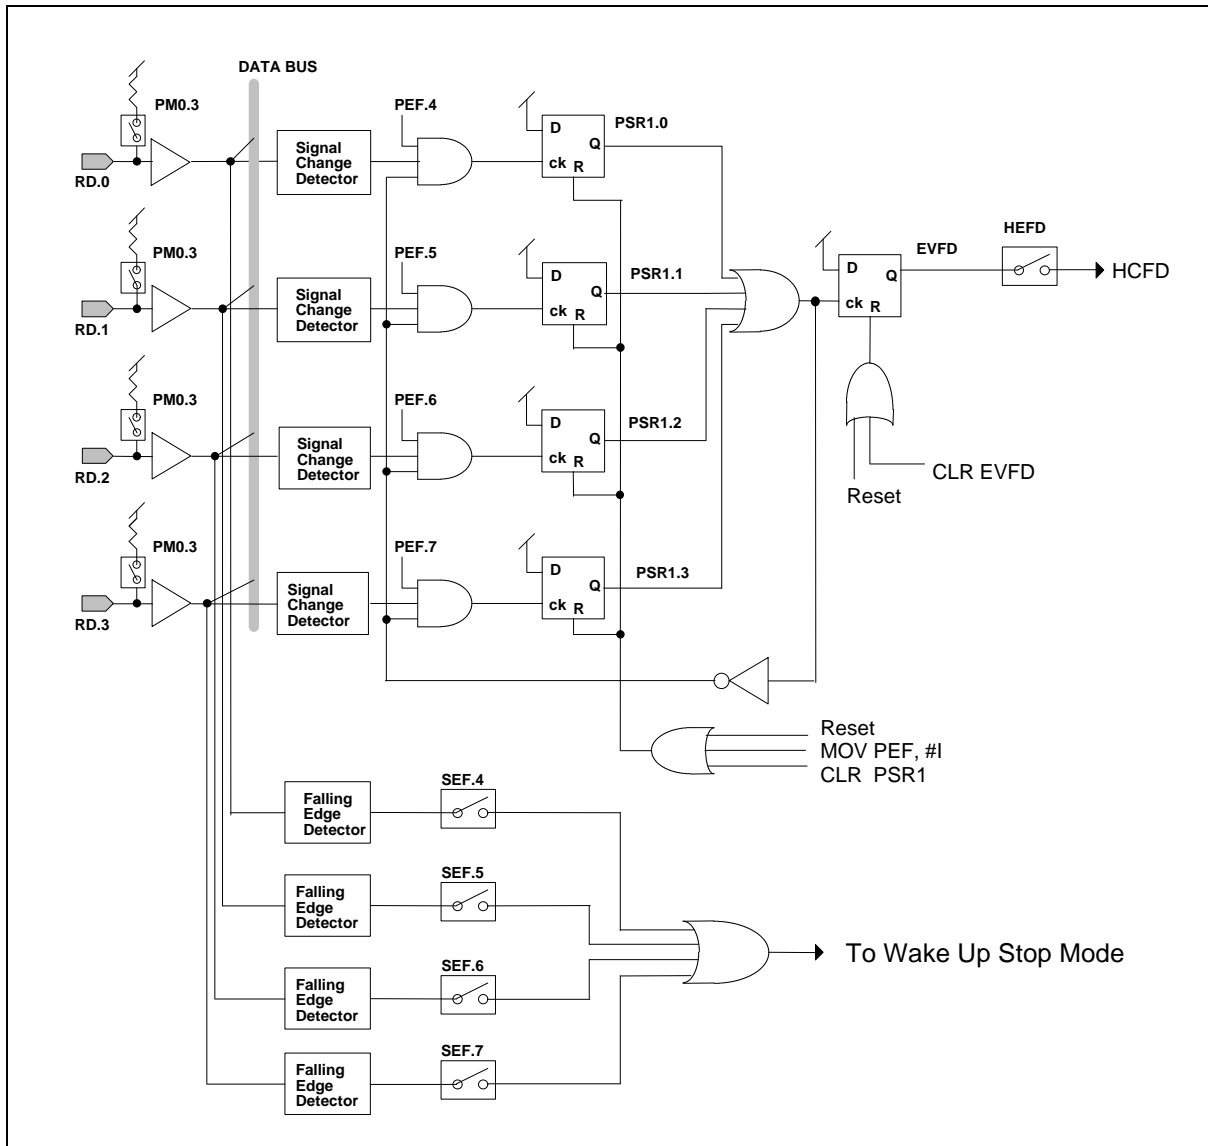 DATA BUS
PM0.3
RD.0
Signal
Change
Detector
PEF.4
D
Q
ck
R
PSR1.0
PM0.3
RD.1
Signal
Change
Detector
PEF.5
D
Q
ck
R
PSR1.1
D
Q
ck
R
EVFD
HEFD
HCFD
PM0.3
RD.2
Signal
Change
Detector
PEF.6
D
Q
ck
R
PSR1.2
CLR EVFD
Reset
PM0.3
RD.3
Signal
Change
Detector
PEF.7
D
Q
ck
R
PSR1.3
Reset
MOV PEF, #I
CLR PSR1
Falling
Edge
Detector
SEF.4
Falling
Edge
Detector
SEF.5
Falling
Edge
Detector
SEF.6
To Wake Up Stop Mode
Falling
Edge
Detector
SEF.7